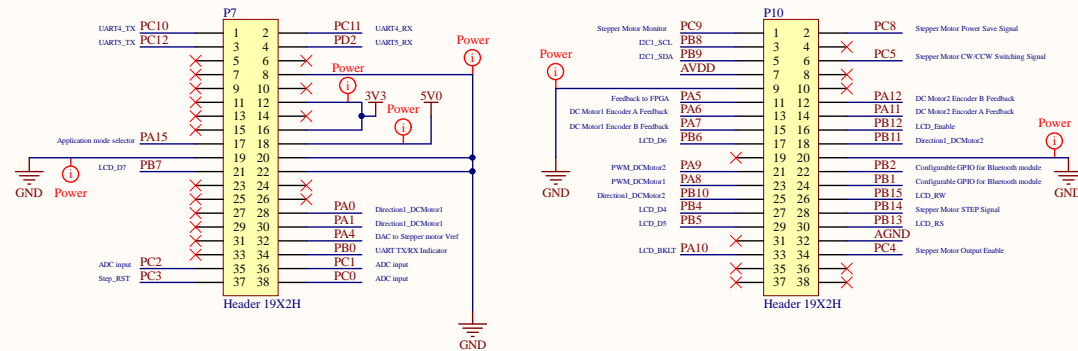 P7
UART4_TX PC10 1 2 PC11 UART4_RX
UART5_TX PC12 3 4 PD2 UART5_RX
5 6
Power
7 8
Power
9 10
11 12
3V3 5V0
13 14
Power
15 16
Application mode selector PA15 17 18
19 20
LCD_D7 PB7 21 22
GND
Power
23 24
25 26
27 28 PA0 Direction1_DCMotor1
29 30 PA1 Direction1_DCMotor1
31 32 PA4 DAC to Stepper motor Vref
33 34 PB0 UART TX/RX Indicator
ADC input PC2 35 36 PC1 ADC input
Step_RST PC3 37 38 PC0 ADC input
Header 19X2H
GND
P10
Stepper Motor Monitor PC9 1 2 PC8 Stepper Motor Power Save Signal
I2C1_SCL PB8 3 4
I2C1_SDA PB9 5 6 PC5 Stepper Motor CW/CCW Switching Signal
Power
AVDD 7 8
9 10
Feedback to FPGA PA5 11 12 PA12 DC Motor2 Encoder B Feedback
DC Motor1 Encoder A Feedback PA6 13 14 PA11 DC Motor2 Encoder A Feedback
DC Motor1 Encoder B Feedback PA7 15 16 PB12 LCD_Enable
LCD_D6 PB6 17 18 PB11 Direction1_DCMotor2
Power
19 20
GND
PWM_DCMotor2 PA9 21 22 PB2 Configurable GPIO for Bluetooth module
GND
PWM_DCMotor1 PA8 23 24 PB1 Configurable GPIO for Bluetooth module
Direction1_DCMotor2 PB10 25 26 PB15 LCD_RW
LCD_D4 PB4 27 28 PB14 Stepper Motor STEP Signal
LCD_D5 PB5 29 30 PB13 LCD_RS
31 32 AGND
LCD_BKLT PA10 33 34 PC4 Stepper Motor Output Enable
35 36
37 38
Header 19X2H